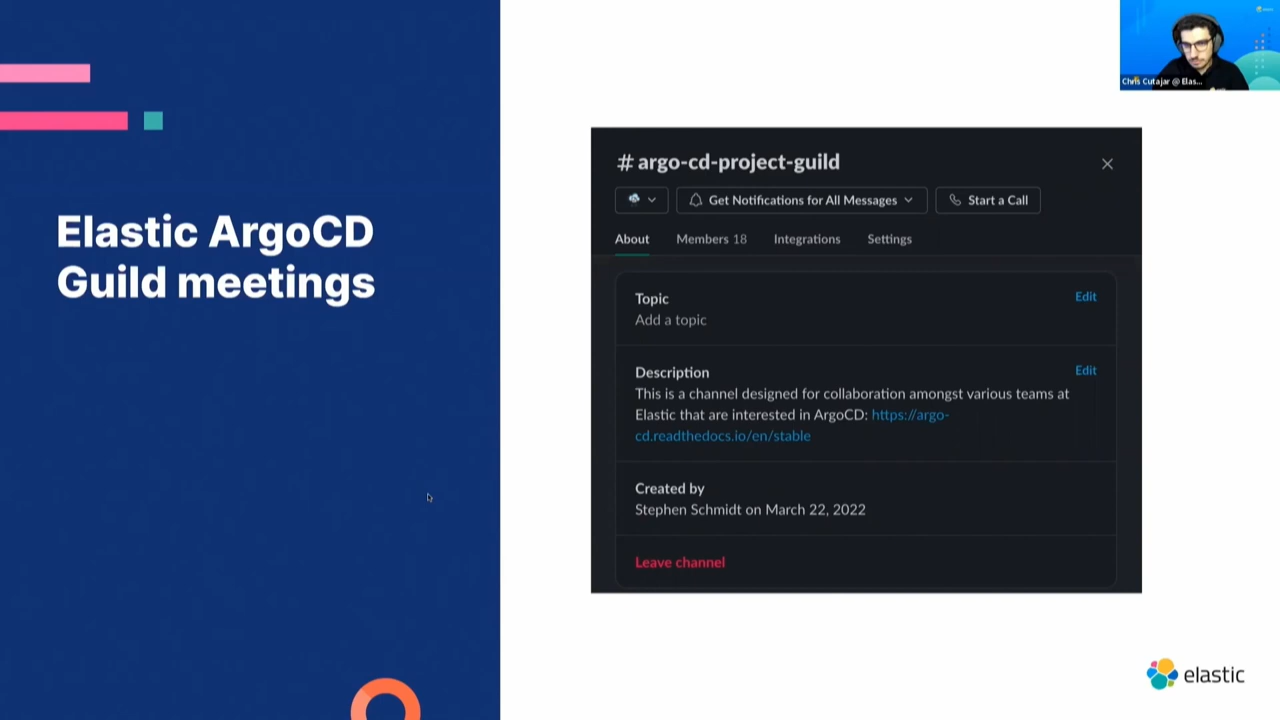 Elastic ArgoCD
Guild meetings
Chris Cutajar @ Elas...
# argo-cd-project-guild
Get Notifications for All Messages
Start a Call
About
Members 18
Integrations
Settings
Topic
Edit
Add a topic
Description
Edit
This is a channel designed for collaboration amongst various teams at
Elastic that are interested in ArgoCD: https://argo-
cd.readthedocs.io/en/stable
Created by
Stephen Schmidt on March 22, 2022
Leave channel
elastic